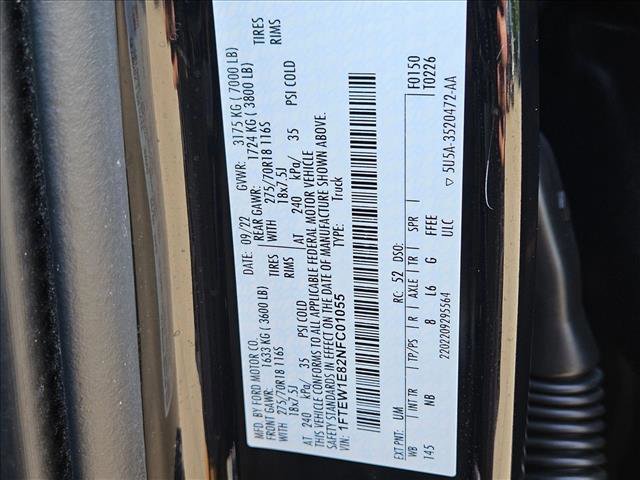 MFD. BY FORD MOTOR CO.
DATE: 09/22 GVWR: 3175 KG ( 7000 LB)
FRONT GAWR: 1633 KG ( 3600 LB) REAR GAWR: 1724 KG ( 3800 LB)
WITH 275/70R18 116S TIRES WITH 275/70R18 116S TIRES
18x7.5J RIMS 18x7.5J RIMS
AT 240 kPa/ 35 PSI COLD AT 240 kPa/ 35 PSI COLD
THIS VEHICLE CONFORMS TO ALL APPLICABLE FEDERAL MOTOR VEHICLE
SAFETY STANDARDS IN EFFECT ON THE DATE OF MANUFACTURE SHOWN ABOVE.
VIN: 1FTEW1E82NFC01055 TYPE: Truck
F0150
T0226
EXT PNT: UM RC: 52 DSO:
WB | INT TR | TP/PS | R | AXLE | TR | SPR |
145 NB 8 L6 G FFEE
ULC
2202209295564 ▽ 5U5A-3520472-AA